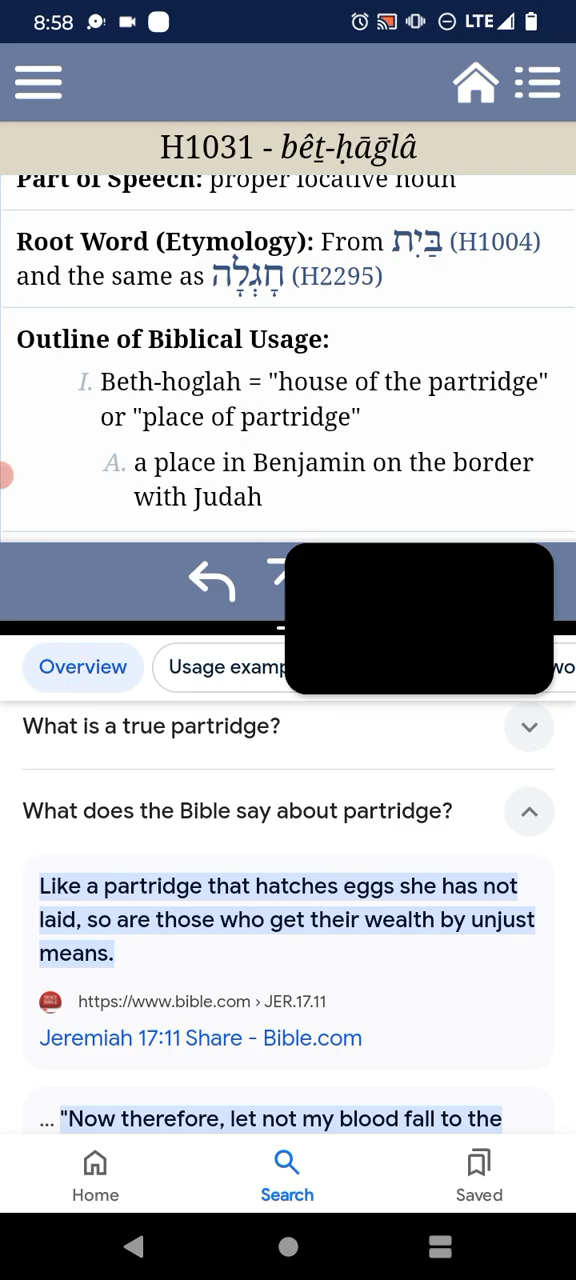 8:58 LTE
H1031 - bêṯ-ḥāḡlâ
Part of Speech: proper locative noun
Root Word (Etymology): From בַּיִת (H1004)
and the same as חָגְלָה (H2295)
Outline of Biblical Usage:
I. Beth-hoglah = "house of the partridge"
or "place of partridge"
A. a place in Benjamin on the border
with Judah
Overview Usage
What is a true partridge?
What does the Bible say about partridge?
Like a partridge that hatches eggs she has not
laid, so are those who get their wealth by unjust
means.
https://www.bible.com › JER.17.11
Jeremiah 17:11 Share - Bible.com
... "Now therefore, let not my blood fall to the
Home Search Saved